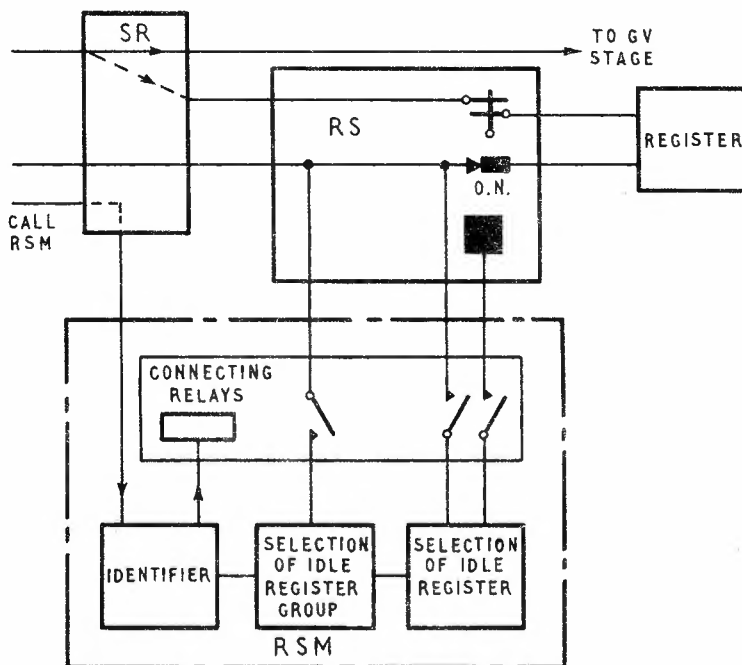 SR
TO GV
STAGE
RS
REGISTER
O.N.
CALL
RSM
CONNECTING
RELAYS
IDENTIFIER
SELECTION
OF IDLE
REGISTER
GROUP
SELECTION
OF IDLE
REGISTER
RSM